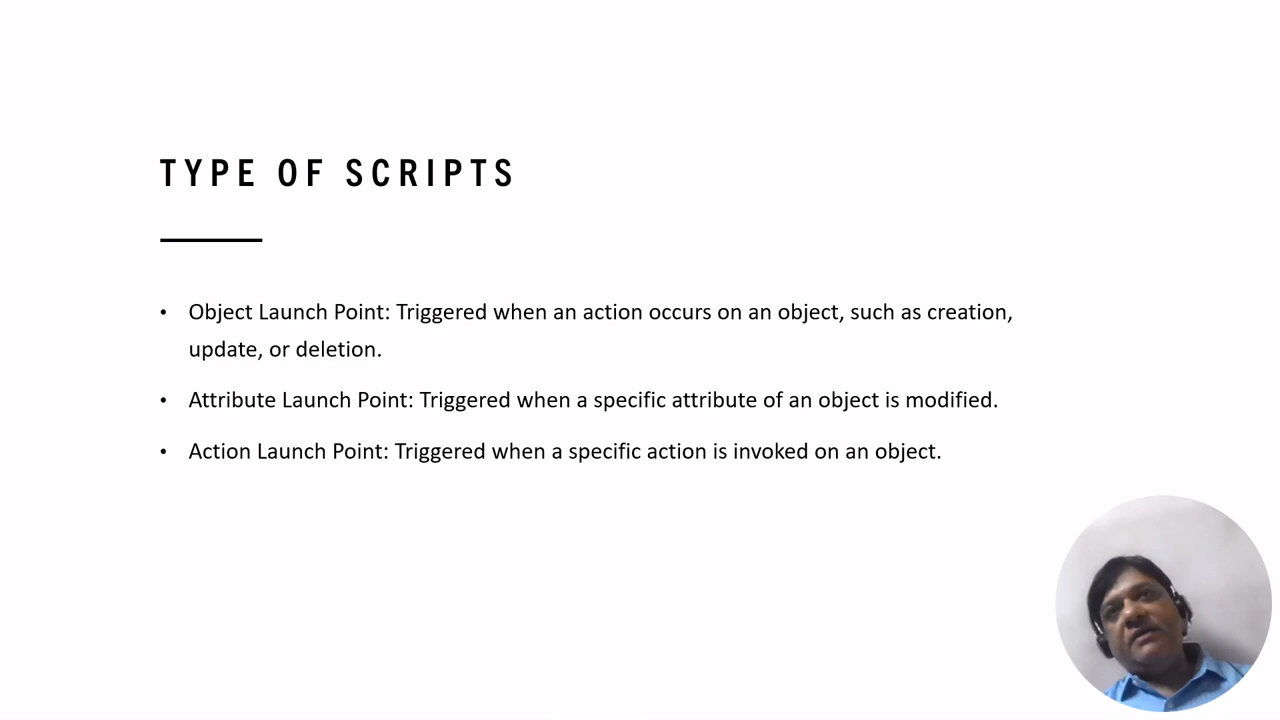 TYPE OF SCRIPTS
• Object Launch Point: Triggered when an action occurs on an object, such as creation,
update, or deletion.
• Attribute Launch Point: Triggered when a specific attribute of an object is modified.
• Action Launch Point: Triggered when a specific action is invoked on an object.